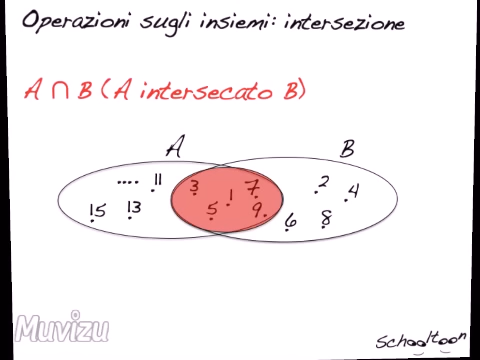 Operazioni sugli insiemi: intersezione
A ∩ B (A intersecato B)
A
B
.... 11 3 1 7 2 4
15 13 5 9 6 8
Muvizu
schooltoon